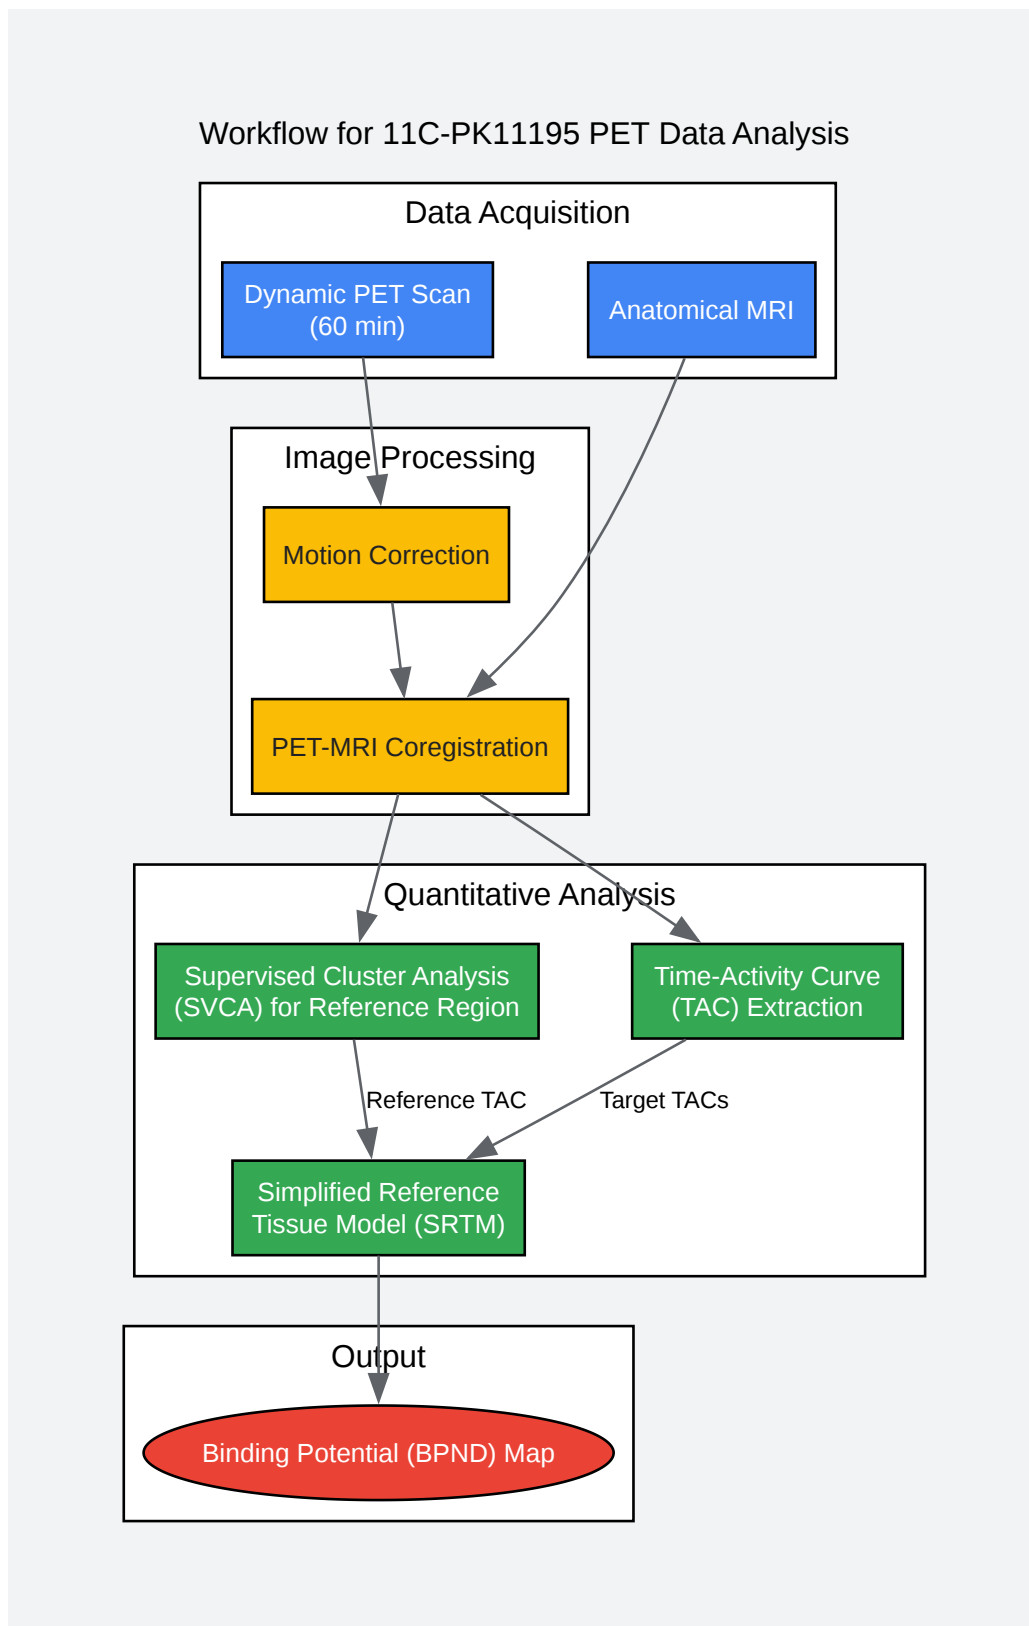 Workflow for 11C-PK11195 PET Data Analysis
Data Acquisition
Dynamic PET Scan
(60 min)
Anatomical MRI
Image Processing
Motion Correction
PET-MRI Coregistration
Quantitative Analysis
Supervised Cluster Analysis
(SVCA) for Reference Region
Time-Activity Curve
(TAC) Extraction
Reference TAC
Target TACs
Simplified Reference
Tissue Model (SRTM)
Output
Binding Potential (BPND) Map